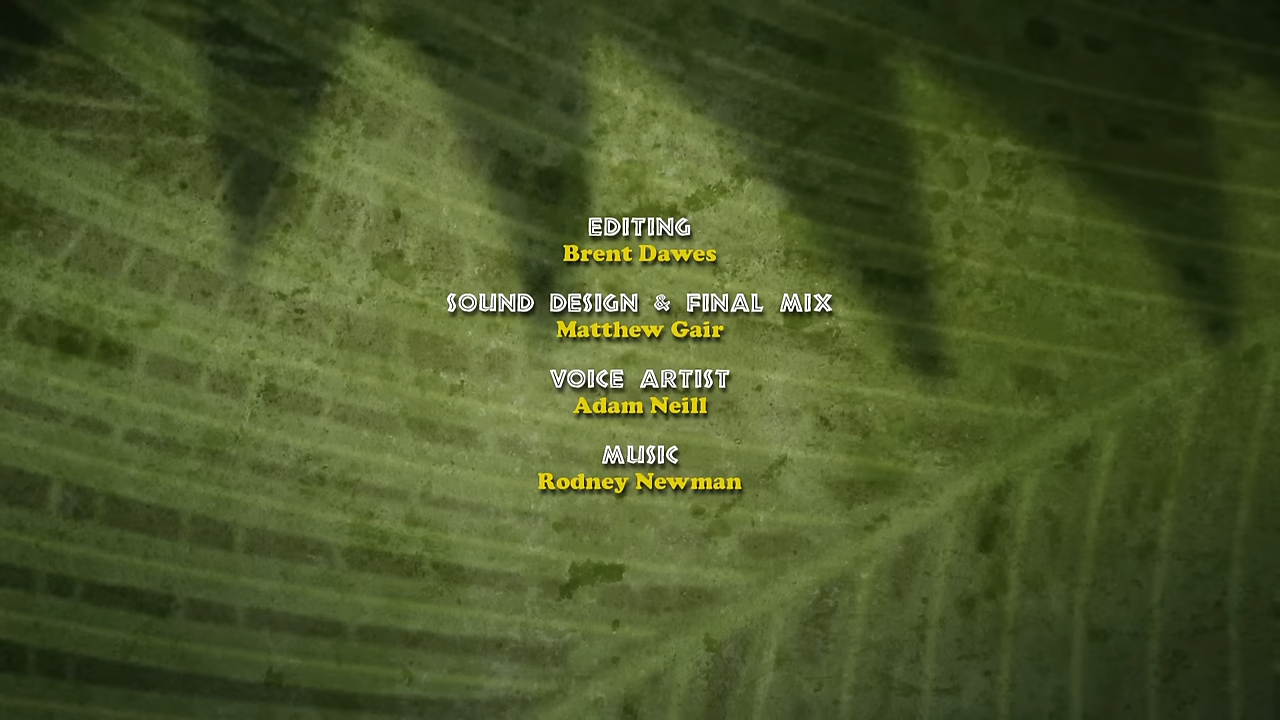 EDITING
Brent Dawes
SOUND DESIGN & FINAL MIX
Matthew Gair
VOICE ARTIST
Adam Neill
MUSIC
Rodney Newman